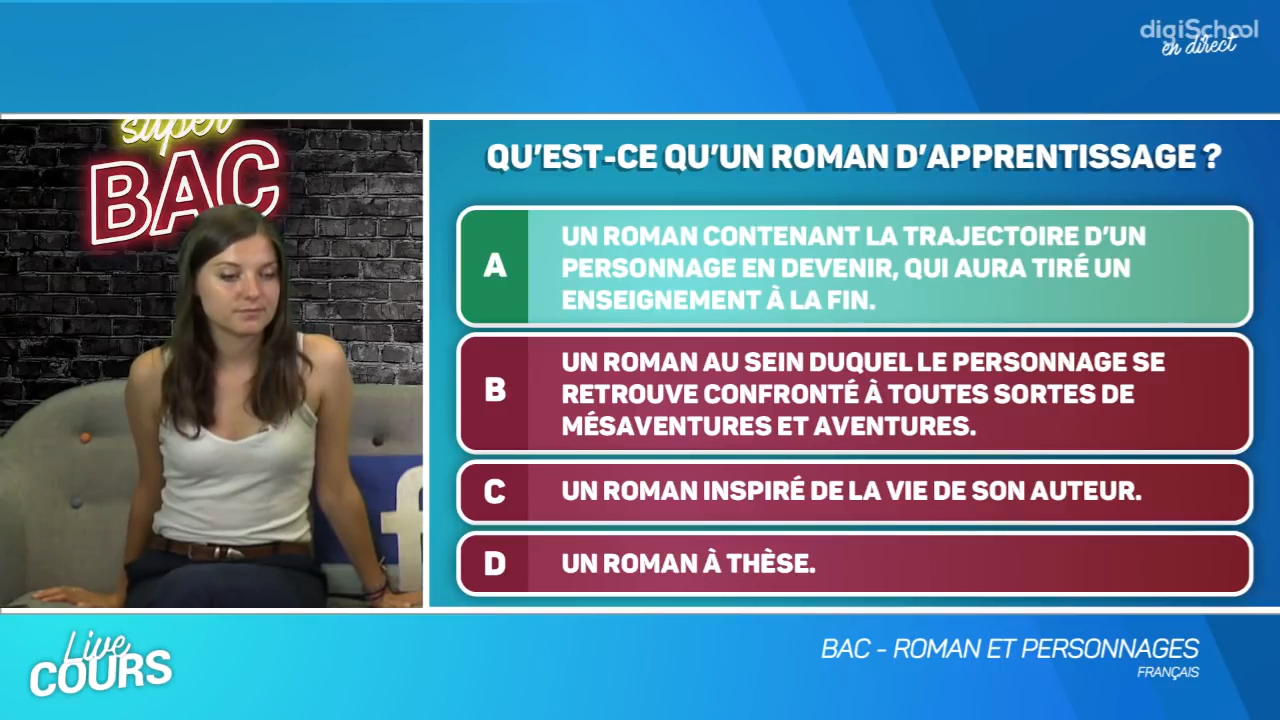 digiSchool
en direct
super
BAC
QU'EST-CE QU'UN ROMAN D'APPRENTISSAGE ?
A
UN ROMAN CONTENANT LA TRAJECTOIRE D'UN
PERSONNAGE EN DEVENIR, QUI AURA TIRÉ UN
ENSEIGNEMENT À LA FIN.
B
UN ROMAN AU SEIN DUQUEL LE PERSONNAGE SE
RETROUVE CONFRONTÉ À TOUTES SORTES DE
MÉSAVENTURES ET AVENTURES.
C
UN ROMAN INSPIRÉ DE LA VIE DE SON AUTEUR.
D
UN ROMAN À THÈSE.
f
Live
COURS
BAC - ROMAN ET PERSONNAGES
FRANÇAIS